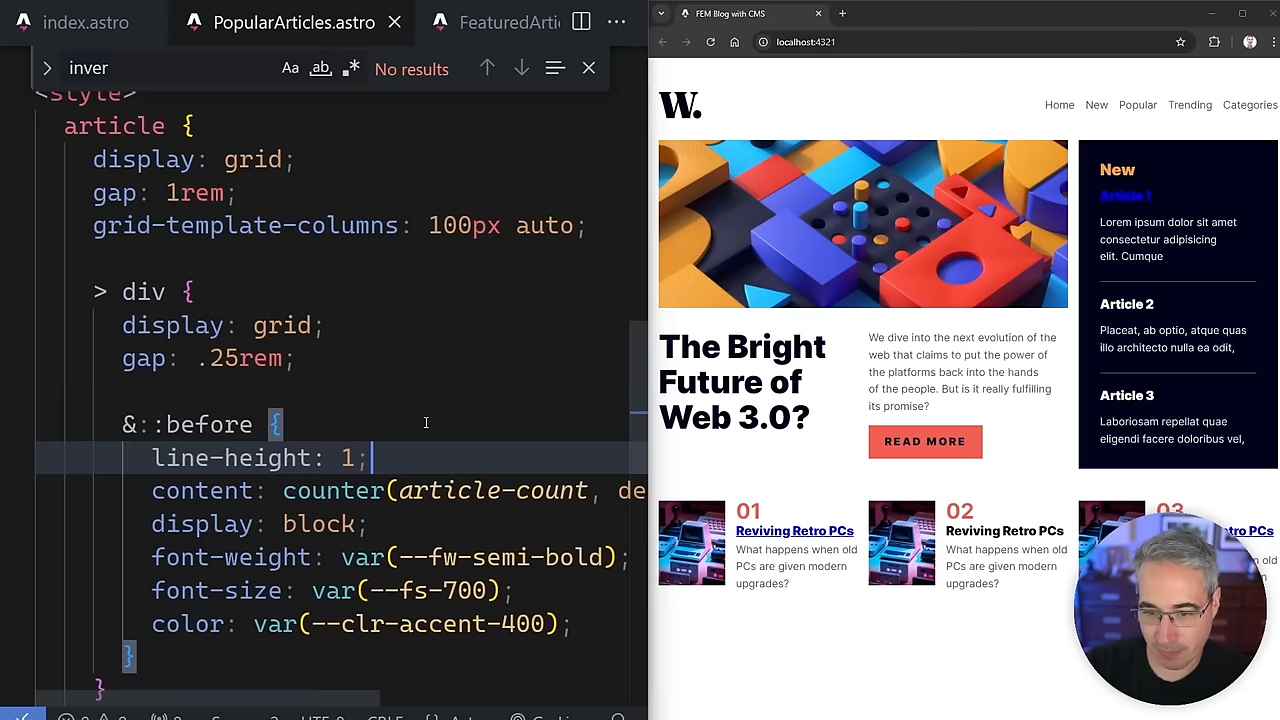 index.astro
PopularArticles.astro
FeaturedArti
inver
Aa
ab
No results
<style>
article {
display: grid;
gap: 1rem;
grid-template-columns: 100px auto;
> div {
display: grid;
gap: .25rem;
&::before {
line-height: 1;
content: counter(article-count, de
display: block;
font-weight: var(--fw-semi-bold);
font-size: var(--fs-700);
color: var(--clr-accent-400);
}
}
FEM Blog with CMS
localhost:4321
W.
Home New Popular Trending Categories
New
Article 1
Lorem ipsum dolor sit amet
consectetur adipisicing
elit. Cumque
Article 2
Placeat, ab optio, atque quas
illo architecto nulla ea odit,
Article 3
Laboriosam repellat quae
eligendi facere doloribus vel,
The Bright
Future of
Web 3.0?
We dive into the next evolution of the
web that claims to put the power of
the platforms back into the hands
of the people. But is it really fulfilling
its promise?
READ MORE
01
Reviving Retro PCs
What happens when old
PCs are given modern
upgrades?
02
Reviving Retro PCs
What happens when old
PCs are given modern
upgrades?
03
ro PCs
old